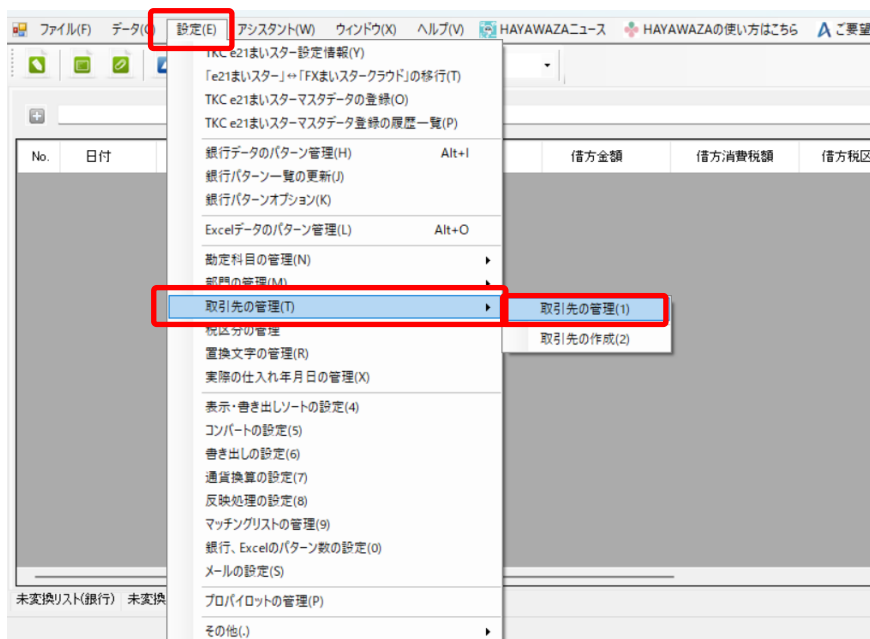 ファイル(F) データ( 設定(E) アシスタント(W) ウィンドウ(X) ヘルプ(V) HAYAWAZAニュース HAYAWAZAの使い方はこちら ご要望
TKC e21まいスター設定情報(Y)
「e21まいスター」↔「FXまいスタークラウド」の移行(T)
TKC e21まいスターマスタデータの登録(O)
TKC e21まいスターマスタデータ登録の履歴一覧(P)
No. 日付 借方金額 借方消費税額 借方税区
銀行データのパターン管理(H) Alt+I
銀行パターン一覧の更新(J)
銀行パターンオプション(K)
Excelデータのパターン管理(L) Alt+O
勘定科目の管理(N)
部門の管理(M)
取引先の管理(T) 取引先の管理(1)
税区分の管理
取引先の作成(2)
置換文字の管理(R)
実際の仕入れ年月日の管理(X)
表示・書き出しソートの設定(4)
コンバートの設定(5)
書き出しの設定(6)
通貨換算の設定(7)
反映処理の設定(8)
マッチングリストの管理(9)
銀行、Excelのパターン数の設定(0)
メールの設定(S)
未変換リスト(銀行) 未変換
プロパイロットの管理(P)
その他(.)